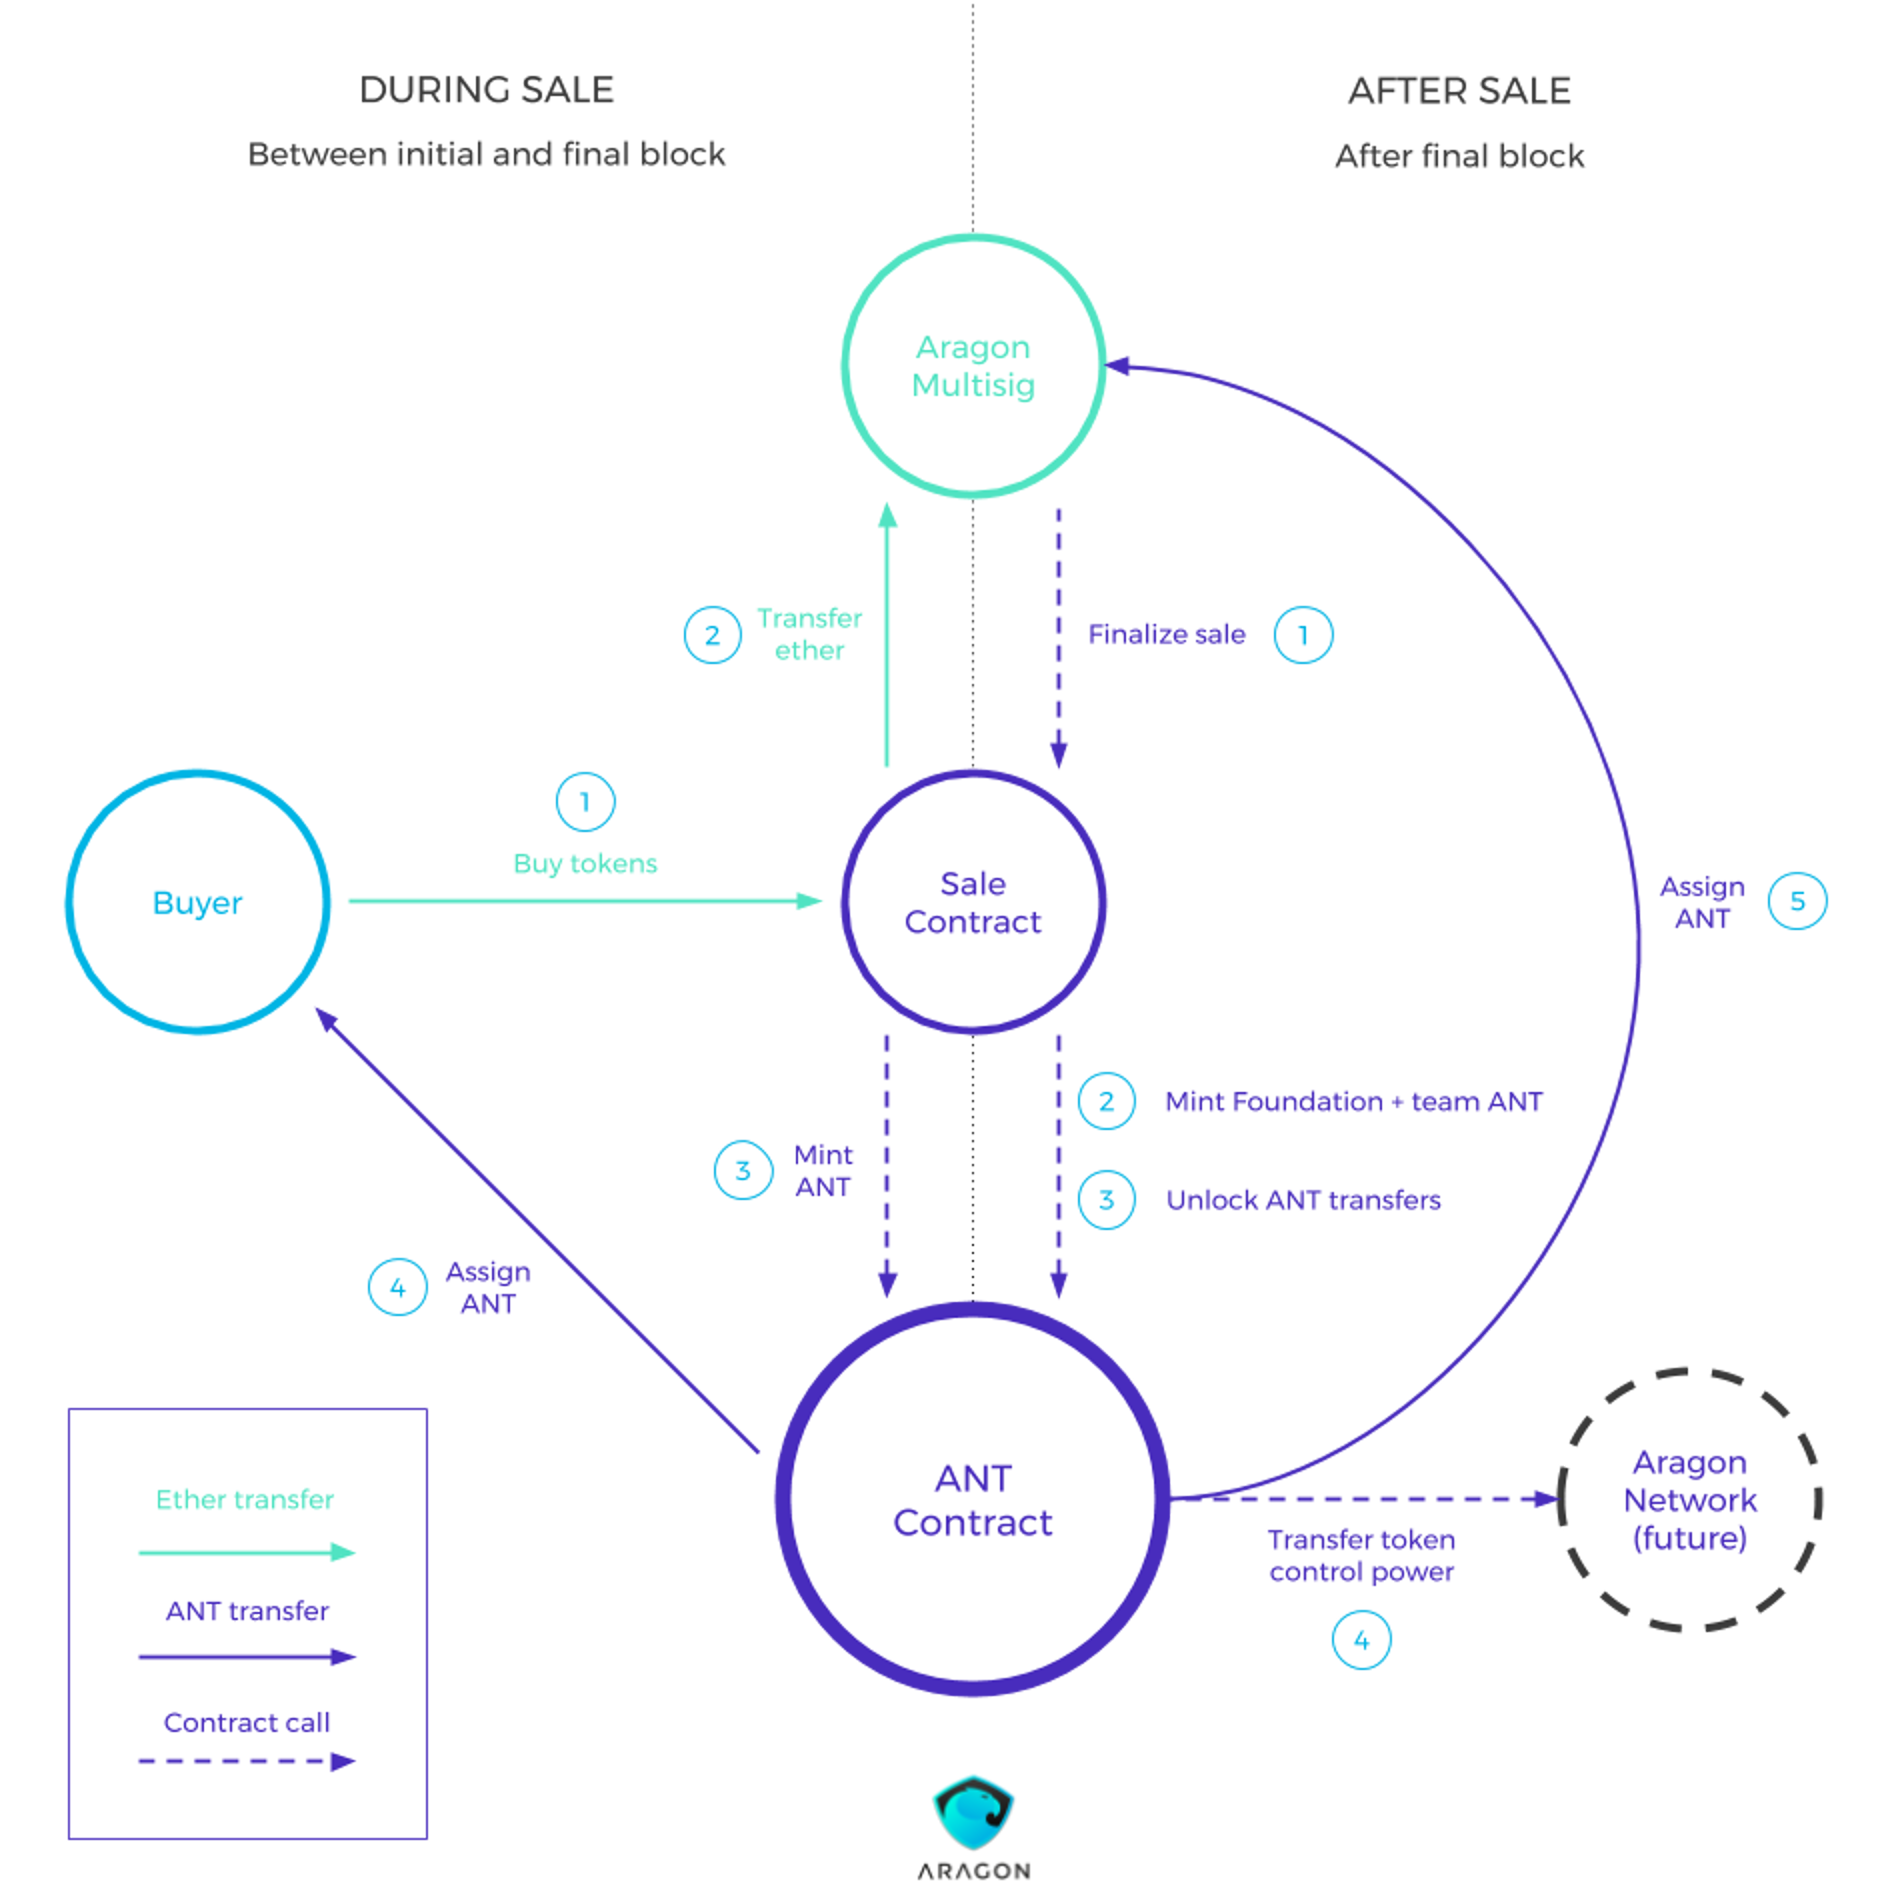 DURING SALE
Between initial and final block
AFTER SALE
After final block
Aragon
Multisig
2
Transfer
ether
Finalize sale
1
1
Buy tokens
Buyer
Sale
Contract
Assign
ANT
5
2
Mint Foundation + team ANT
3
Mint
ANT
3
Unlock ANT transfers
4
Assign
ANT
ANT
Contract
Aragon
Network
(future)
Transfer token
control power
4
Ether transfer
ANT transfer
Contract call
ARAGON